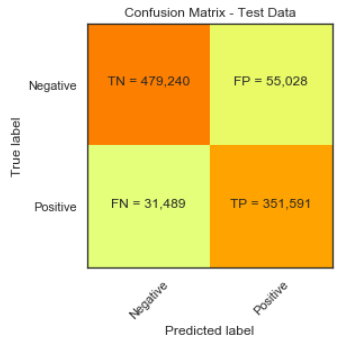 Confusion Matrix - Test Data
True label
Negative
TN = 479,240
FP = 55,028
Positive
FN = 31,489
TP = 351,591
Negative
Positive
Predicted label